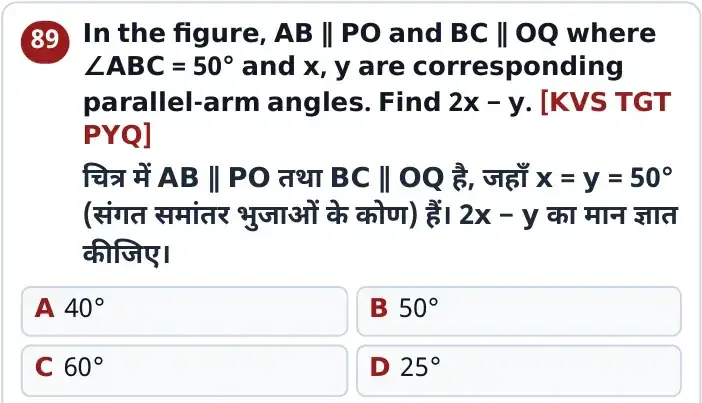 89 In the figure, AB ∥ PO and BC ∥ OQ where
∠ABC = 50° and x, y are corresponding
parallel-arm angles. Find 2x − y. [KVS TGT
PYQ]
चित्र में AB ∥ PO तथा BC ∥ OQ है, जहाँ x = y = 50°
(संगत समांतर भुजाओं के कोण) हैं। 2x − y का मान ज्ञात
कीजिए।
A 40°
B 50°
C 60°
D 25°